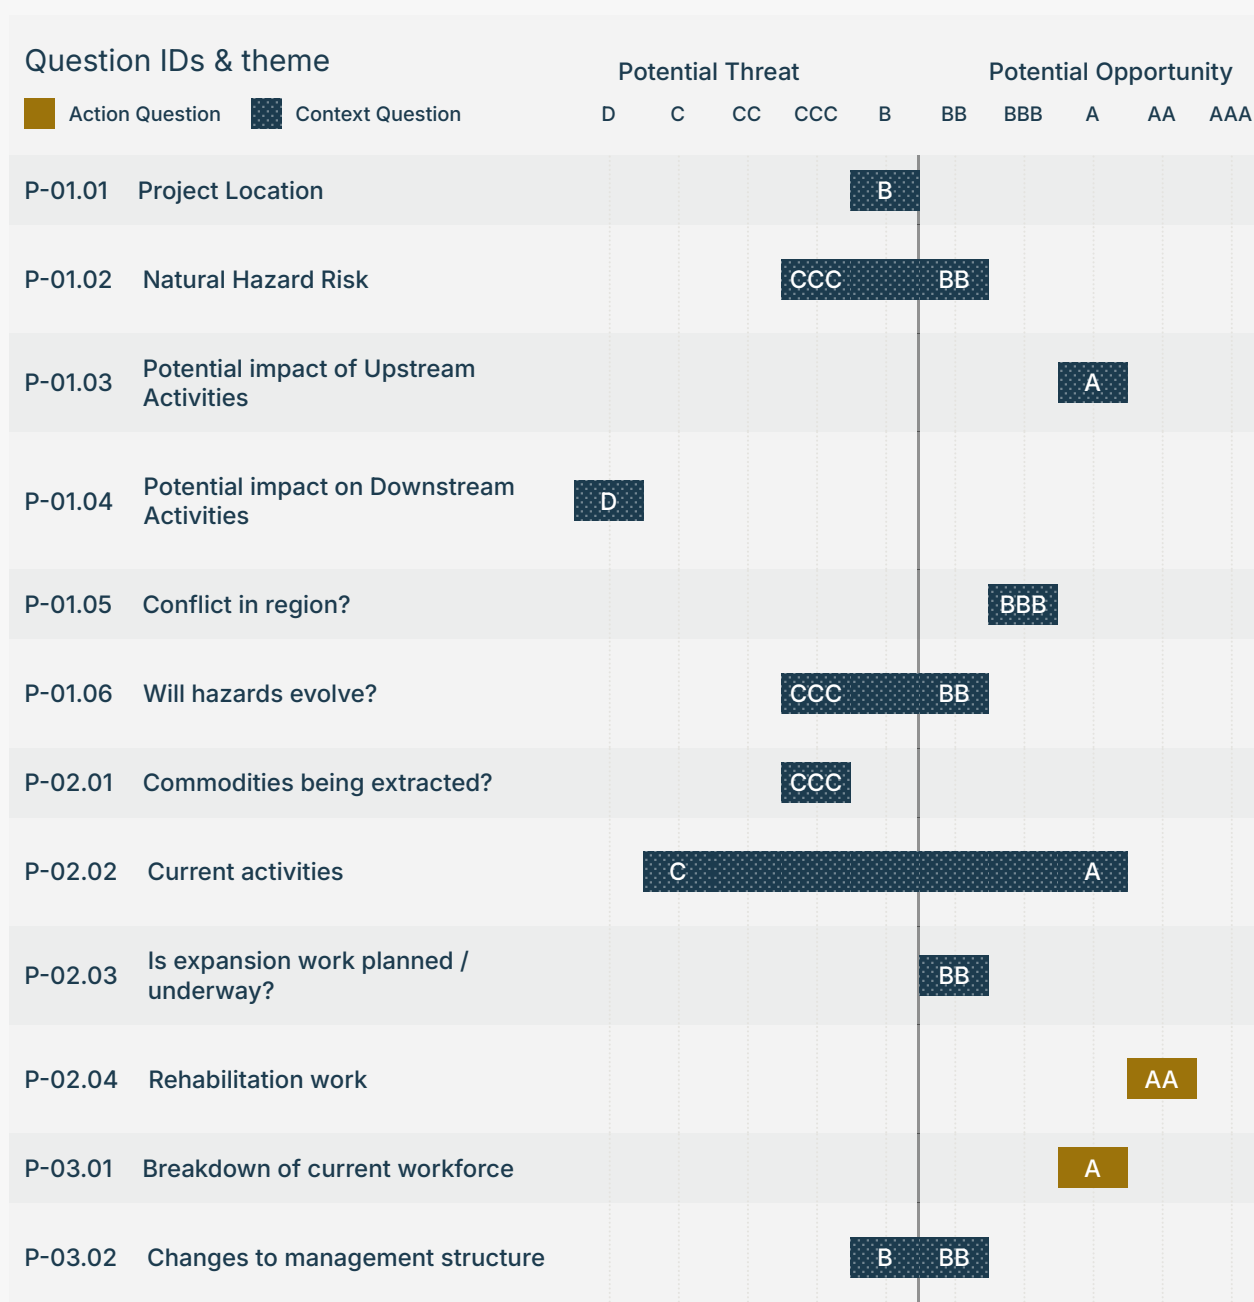 Question IDs & theme
Potential Threat
Potential Opportunity
Action Question
Context Question
D C CC CCC B BB BBB A AA AAA
P-01.01 Project Location B
P-01.02 Natural Hazard Risk CCC BB
P-01.03 Potential impact of Upstream
Activities
A
P-01.04 Potential impact on Downstream
Activities
D
P-01.05 Conflict in region? BBB
P-01.06 Will hazards evolve? CCC BB
P-02.01 Commodities being extracted? CCC
P-02.02 Current activities C A
P-02.03 Is expansion work planned /
underway?
BB
P-02.04 Rehabilitation work AA
P-03.01 Breakdown of current workforce A
P-03.02 Changes to management structure B BB